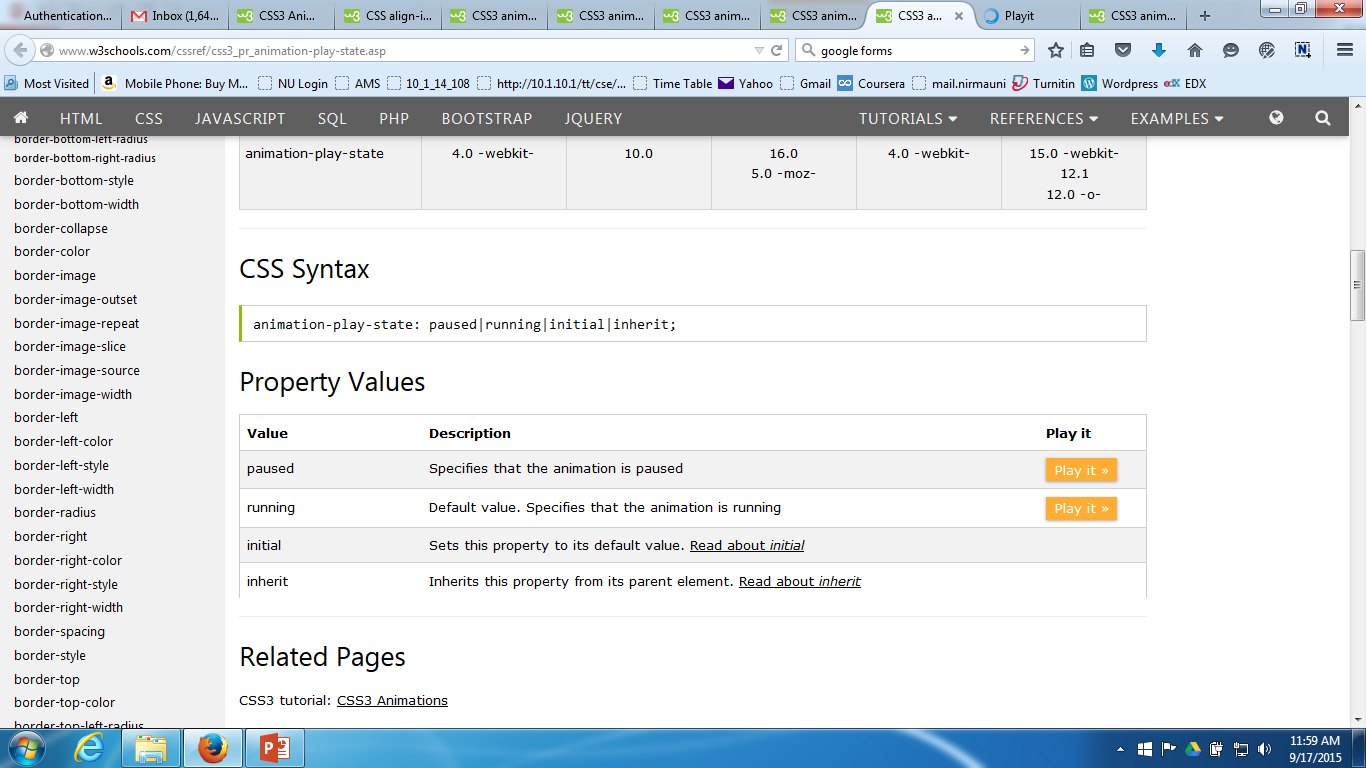 Authentication...
Inbox (1,64...
CSS3 Ani...
CSS align-i...
CSS3 anim...
CSS3 anim...
CSS3 anim...
CSS3 anim...
CSS3 a...
Playit
CSS3 anim...
www.w3schools.com/cssref/css3_pr_animation-play-state.asp
google forms
Most Visited
Mobile Phone: Buy M...
NU Login
AMS
10_1_14_108
http://10.1.10.1/tt/cse/...
Time Table
Yahoo
Gmail
Coursera
mail.nirmauni
Turnitin
Wordpress
EDX
HTML CSS JAVASCRIPT SQL PHP BOOTSTRAP JQUERY TUTORIALS REFERENCES EXAMPLES
border-bottom-left-radius
border-bottom-right-radius
border-bottom-style
border-bottom-width
border-collapse
border-color
border-image
border-image-outset
border-image-repeat
border-image-slice
border-image-source
border-image-width
border-left
border-left-color
border-left-style
border-left-width
border-radius
border-right
border-right-color
border-right-style
border-right-width
border-spacing
border-style
border-top
border-top-color
border-top-left-radius
animation-play-state 4.0 -webkit- 10.0 16.0 4.0 -webkit- 15.0 -webkit-
5.0 -moz- 12.1
12.0 -o-
CSS Syntax
animation-play-state: paused|running|initial|inherit;
Property Values
Value Description Play it
paused Specifies that the animation is paused Play it »
running Default value. Specifies that the animation is running Play it »
initial Sets this property to its default value. Read about initial
inherit Inherits this property from its parent element. Read about inherit
Related Pages
CSS3 tutorial: CSS3 Animations
11:59 AM
9/17/2015